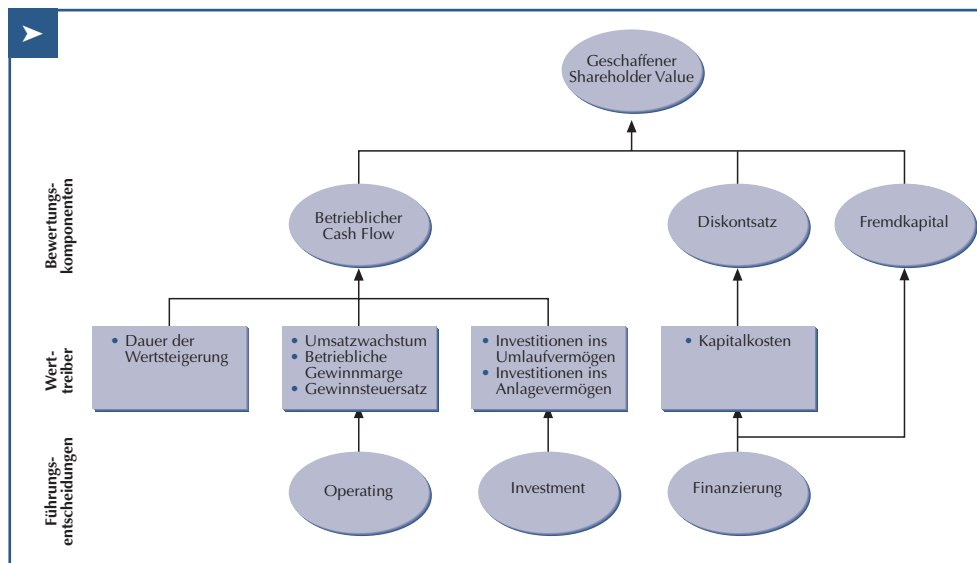 Geschaffener
Shareholder Value
Bewertungs-
komponenten
Betrieblicher
Cash Flow
Diskontsatz
Fremdkapital
Wert-
treiber
• Dauer der
Wertsteigerung
• Umsatzwachstum
• Betriebliche
Gewinnmarge
• Gewinnsteuersatz
• Investitionen ins
Umlaufvermögen
• Investitionen ins
Anlagevermögen
• Kapitalkosten
Führungs-
entscheidungen
Operating
Investment
Finanzierung